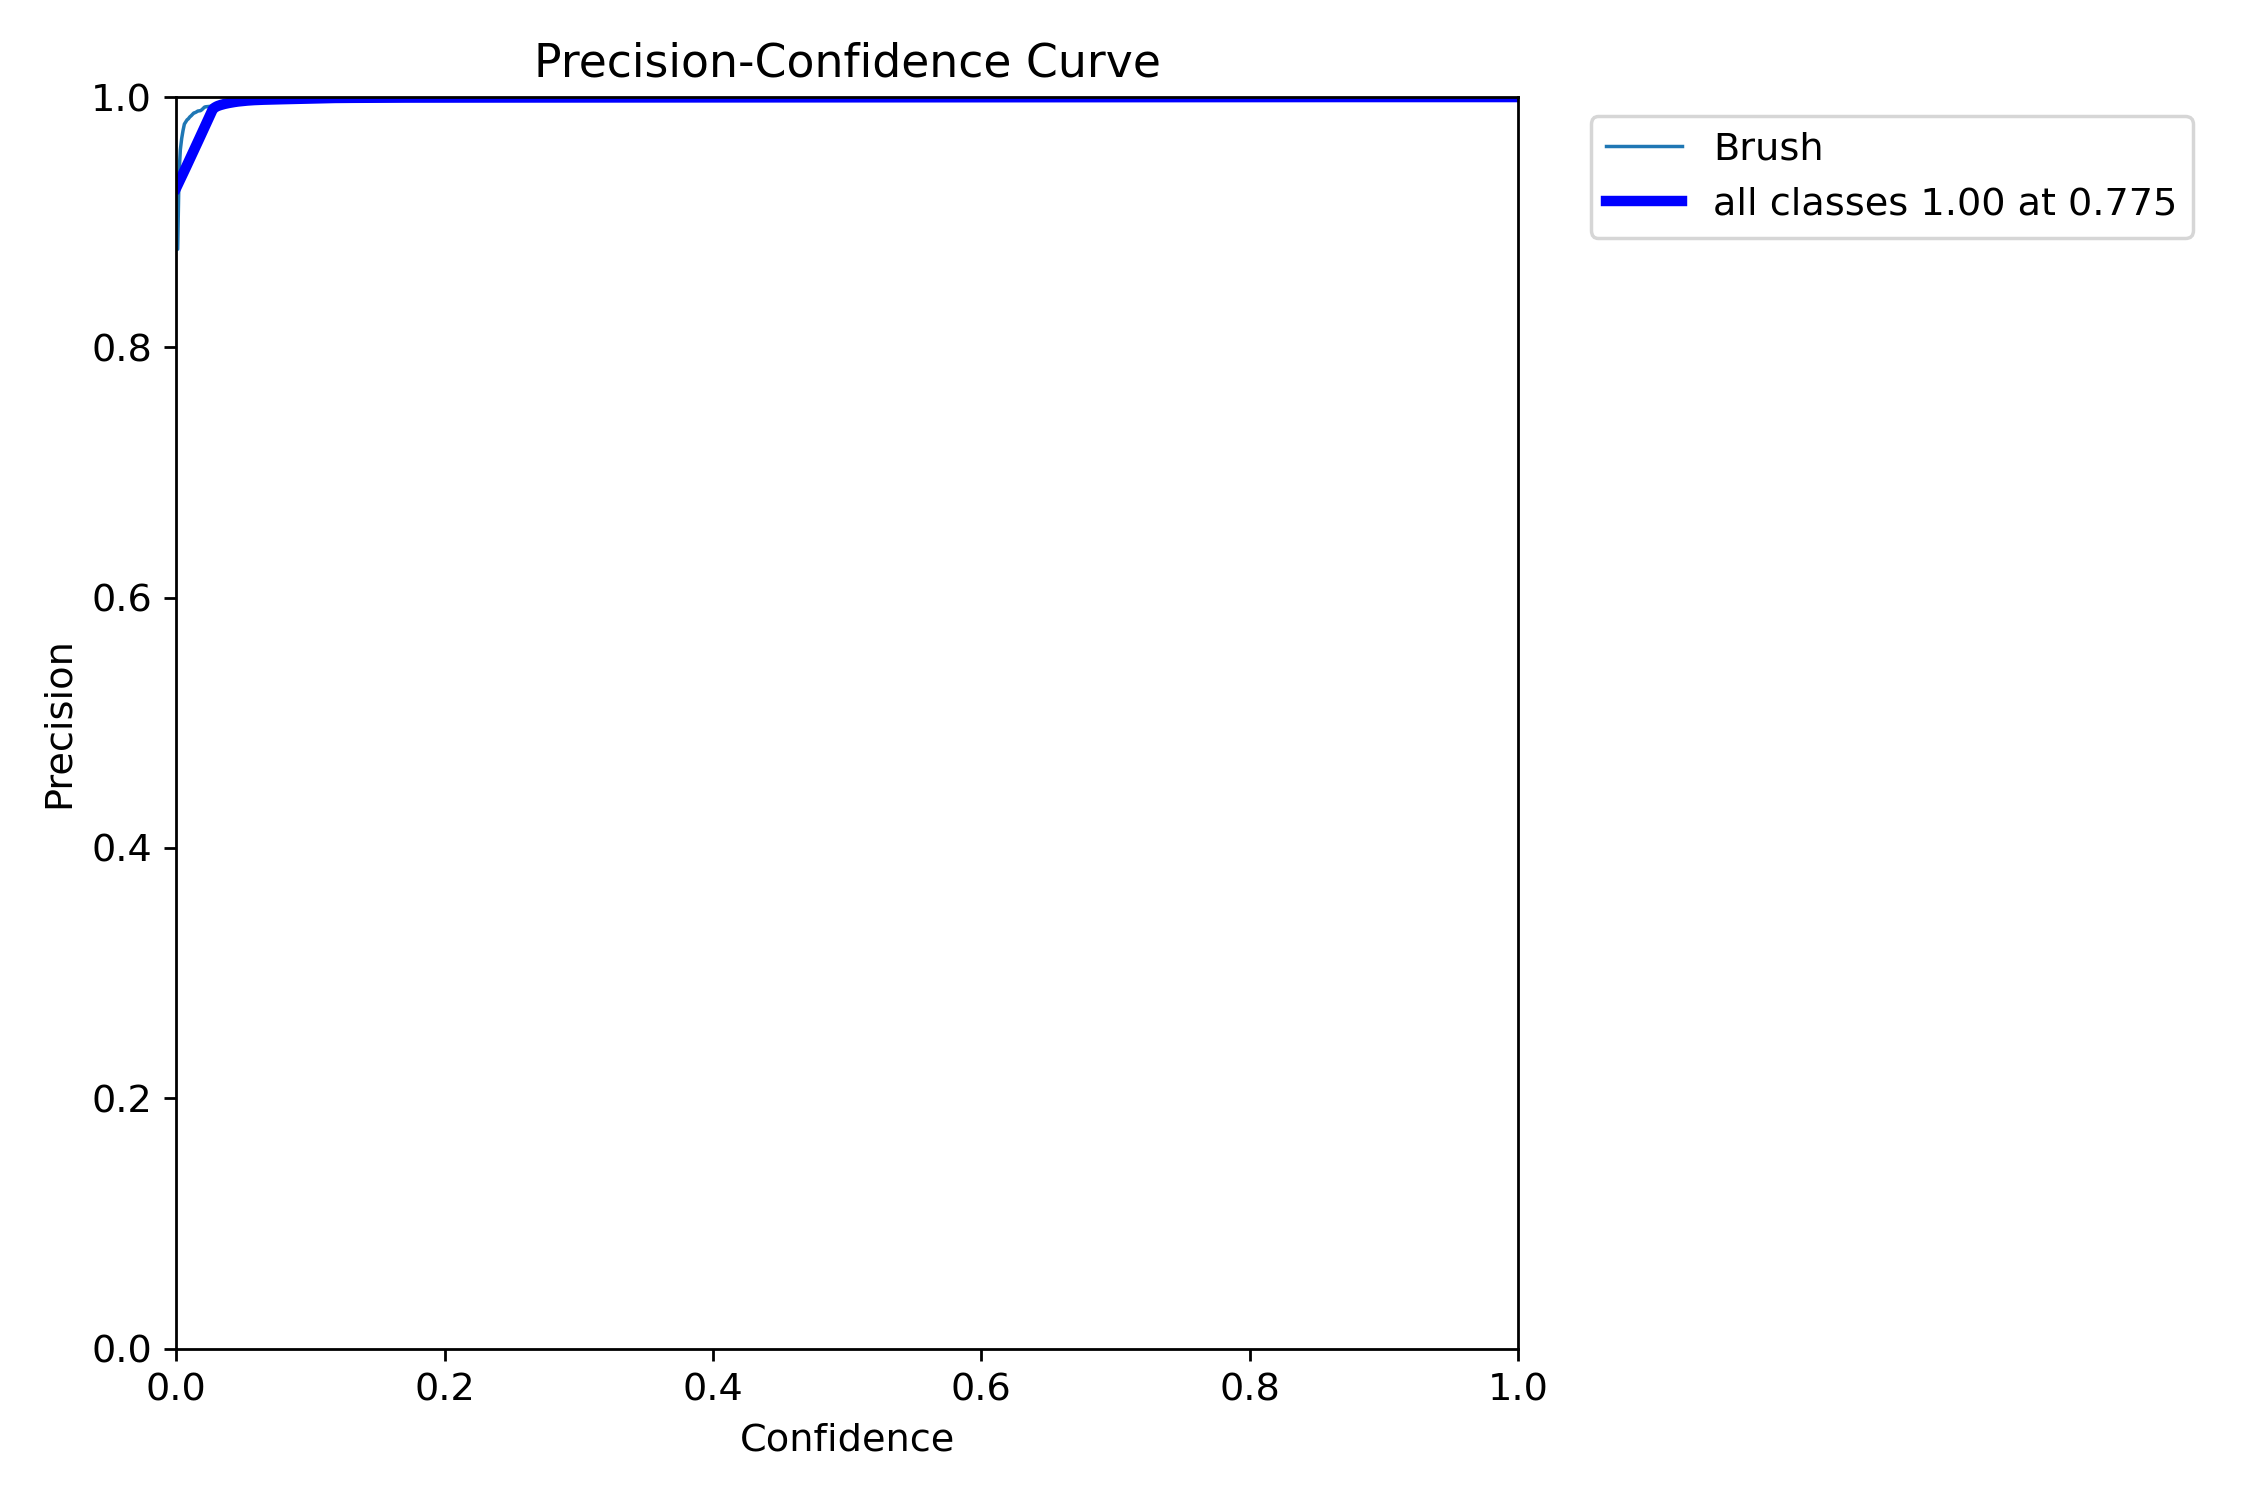 Precision-Confidence Curve
1.0
0.8
0.6
0.4
0.2
0.0
Precision
0.0 0.2 0.4 0.6 0.8 1.0
Confidence
Brush
all classes 1.00 at 0.775